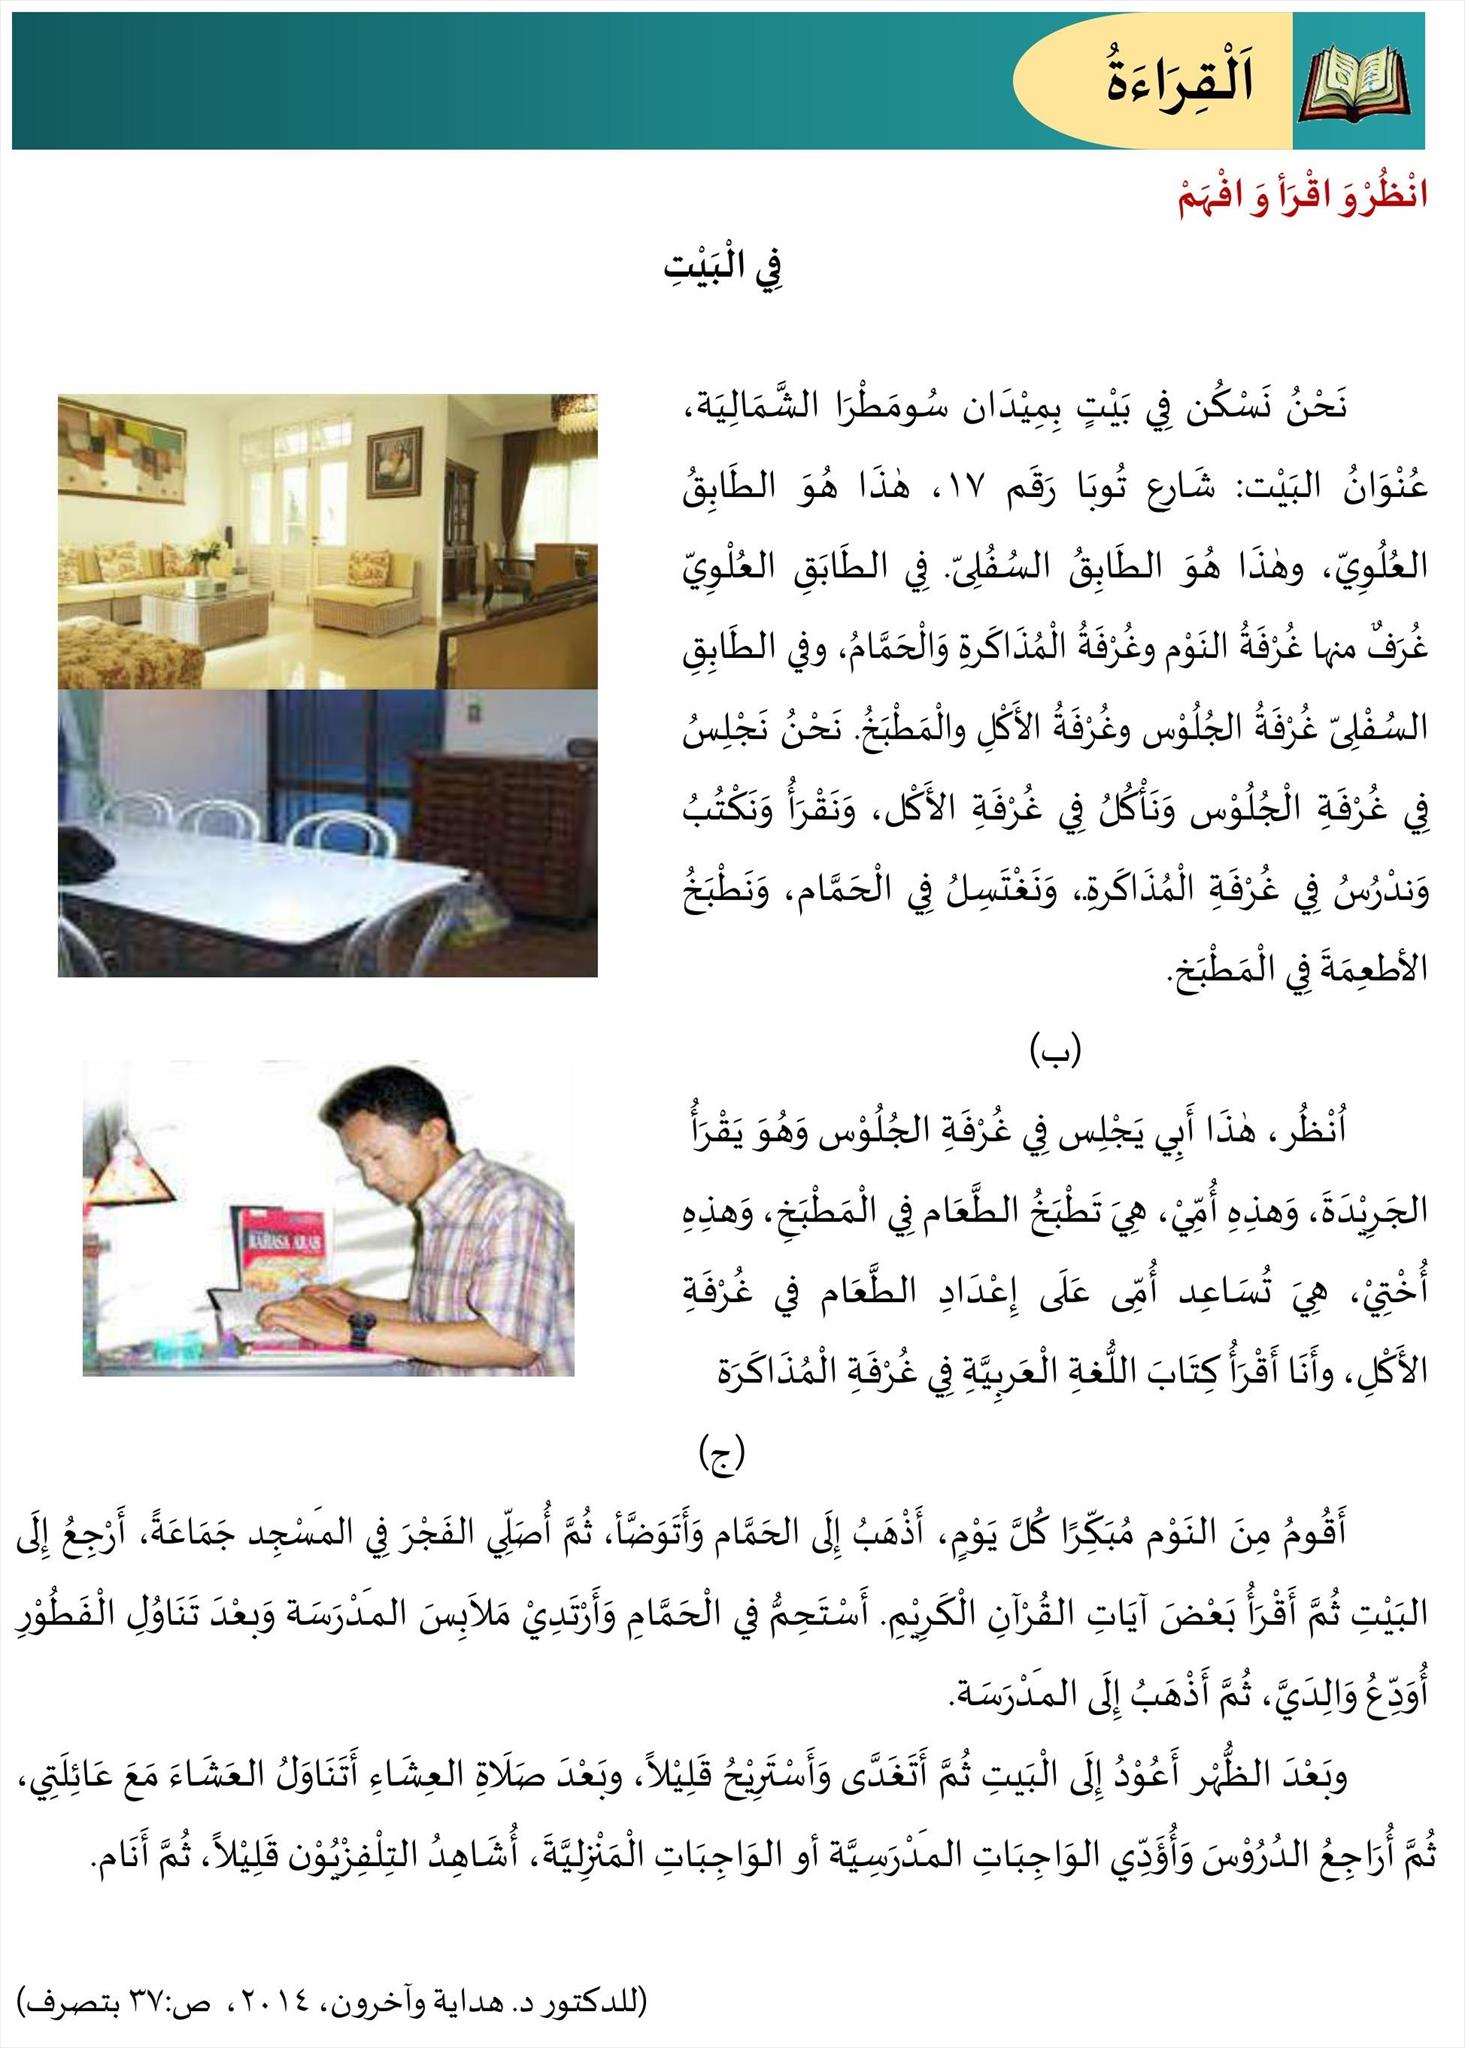 اَلْقِرَاءَةُ
انْظُرْوَ اقْرَأ وَ افْهَمْ
فِي الْبَيْتِ
نَحْنُ نَسْكُن فِي بَيْتٍ بِمِيْدَان سُومَطْرَا الشَّمَالِيَة،
عُنْوَانُ البَيْت: شَارِع تُوبَا رَقَم ١٧، هٰذَا هُوَ الطَابِقُ
العُلُوِيّ، وهٰذَا هُوَ الطَابِقُ السُفُلِىّ. فِي الطَابَقِ العُلْوِيّ
غُرَفٌ منها غُرْفَةُ النَوْم وغُرْفَةُ الْمُذَاكَرةِ وَالْحَمَّامُ، وفي الطَابِقِ
السُفْلِىّ غُرْفَةُ الجُلُوْس وغُرْفَةُ الأَكْلِ والْمَطْبَخُ. نَحْنُ نَجْلِسُ
فِي غُرْفَةِ الْجُلُوْس وَنَأْكُلُ فِي غُرْفَةِ الأَكْل، وَنَقْرَأُ وَنَكْتُبُ
وَندْرُسُ فِي غُرْفَةِ الْمُذَاكَرةِ.، وَنَغْتَسِلُ فِي الْحَمَّام، وَنَطْبَخُ
الأطعِمَةَ فِي الْمَطْبَخ.
(ب)
اُنْظُر، هٰذَا أَبِي يَجْلِس فِي غُرْفَةِ الجُلُوْس وَهُوَ يَقْرَأُ
الجَرِيْدَةَ، وَهذِهِ أُمِّيْ، هِيَ تَطْبَخُ الطَّعَام فِي الْمَطْبَخِ، وَهذِهِ
أُخْتِيْ، هِيَ تُسَاعِد أُمِّى عَلَى إِعْدَادِ الطَّعَام في غُرْفَةِ
الأَكْلِ، وأَنَا أَقْرَأُ كِتَابَ اللُّغةِ الْعَربِيَّةِ فِي غُرْفَةِ الْمُذَاكَرَة
BAHASA ARAB
(ج)
أَقُومُ مِنَ النَوْم مُبَكِّرًا كُلَّ يَوْمٍ، أَذْهَبُ إِلَى الحَمَّام وَأَتَوَضَّأ، ثُمَّ أُصَلِّي الفَجْرَ فِي المَسْجِد جَمَاعَةً، أَرْجِعُ إِلَى
البَيْتِ ثُمَّ أَقْرَأُ بَعْضَ آيَاتِ القُرْآنِ الْكَرِيْمِ. أَسْتَحِمُّ في الْحَمَّامِ وَأَرْتَدِيْ مَلاَبِسَ المَدْرَسَة وَبعْدَ تَنَاوُلِ الْفَطُوْرِ
أُوَدِّعُ وَالِدَيَّ، ثُمَّ أَذْهَبُ إِلَى المَدْرَسَة.
وبَعْدَ الظُّهْر أَعُوْدُ إِلَى الْبَيتِ ثُمَّ أَتَغَدَّى وَأَسْتَرِيْحُ قَلِيْلاً، وبَعْدَ صَلَاةِ العِشَاءِ أَتَنَاوَلُ العَشَاءَ مَعَ عَائِلَتِي،
ثُمَّ أُرَاجِعُ الدُرُوْسَ وَأُؤَدِّي الوَاجِبَاتِ المَدْرَسِيَّة أو الوَاجِبَاتِ الْمَنْزِليَّةَ، أُشَاهِدُ التِلْفِزْيُوْن قَلِيْلاً، ثُمَّ أَنَام.
(للدكتور د. هداية وآخرون، ٢٠١٤، ص:٣٧ بتصرف)